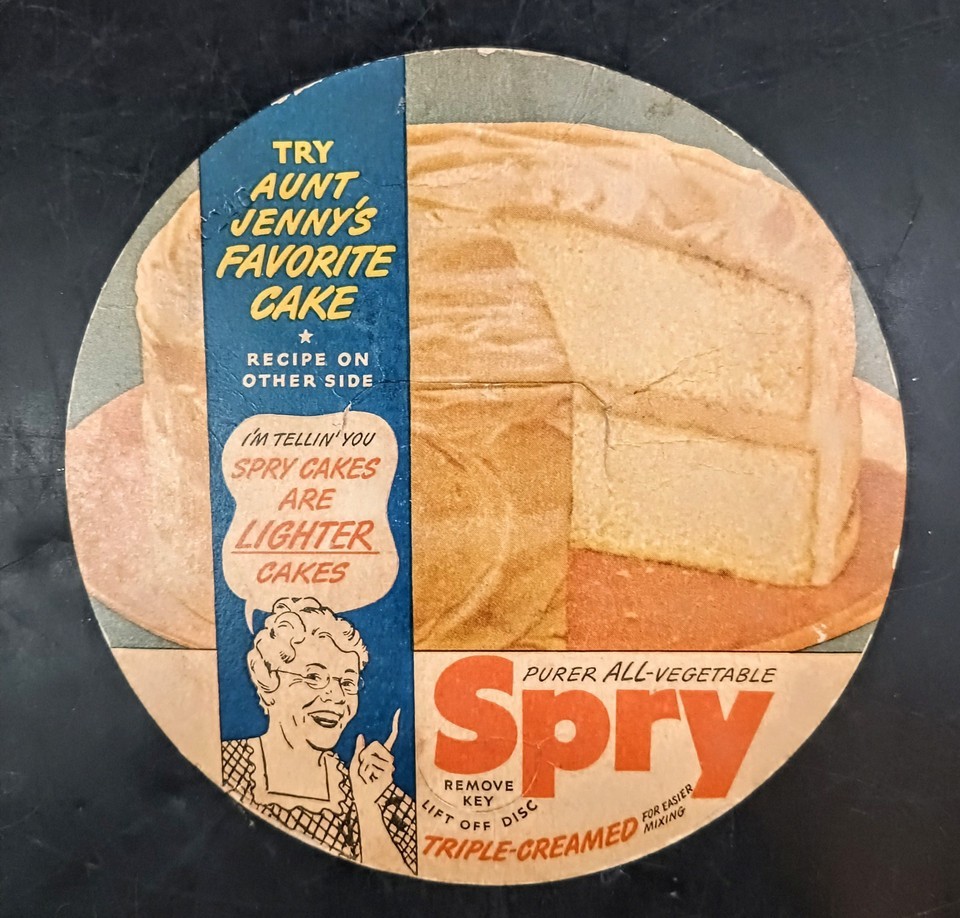 TRY
AUNT
JENNY'S
FAVORITE
CAKE
RECIPE ON
OTHER SIDE
I'M TELLIN' YOU
SPRY CAKES
ARE
LIGHTER
CAKES
PURER ALL-VEGETABLE
Spry
REMOVE
KEY
LIFT OFF DISC
TRIPLE-CREAMED
FOR EASIER
MIXING